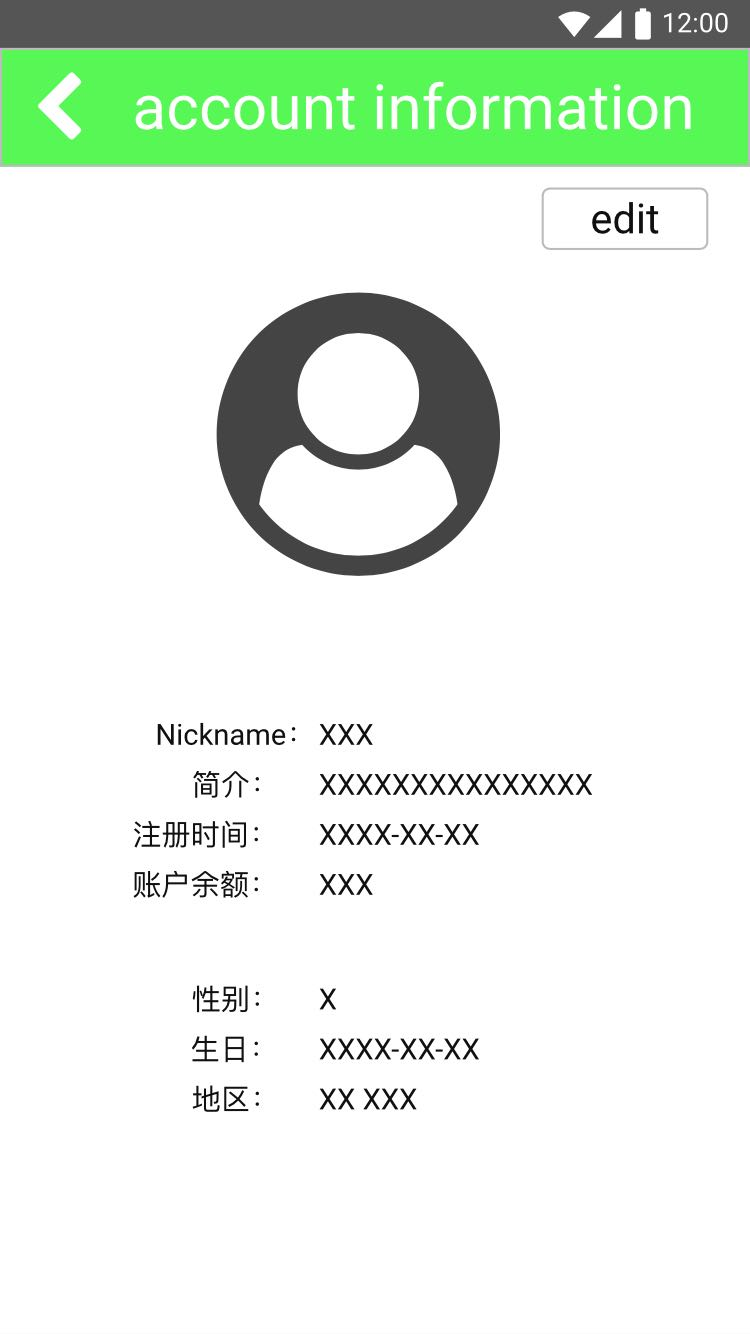 12:00
account information
edit
Nickname： XXX
简介： XXXXXXXXXXXXXXX
注册时间： XXXX-XX-XX
账户余额： XXX
性别： X
生日： XXXX-XX-XX
地区： XX XXX